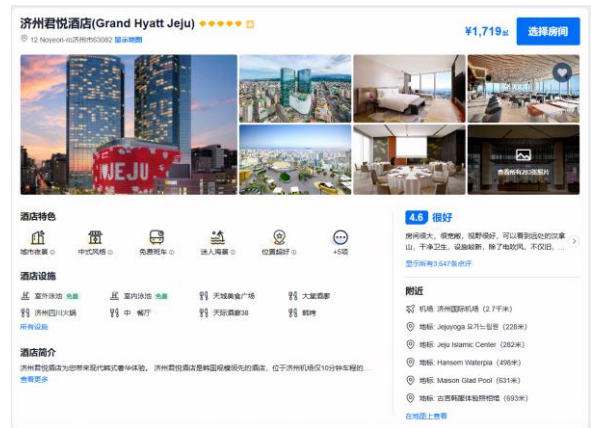 济州君悦酒店(Grand Hyatt Jeju)
12 Noyeon-ro济州市63082 显示地图
¥1,719起
选择房间
JEJU
查看所有283张照片
酒店特色
城市夜景
中式风格
免费班车
迷人海景
位置超好
+5项
酒店设施
室外泳池 免费
室内泳池 免费
天城美食广场
大堂酒廊
济州四川火锅
中·餐厅
天际酒廊38
韩烤
所有设施
酒店简介
济州君悦酒店为您带来现代韩式奢华体验。 济州君悦酒店是韩国规模领先的酒店，位于济州机场仅10分钟车程的...
查看更多
4.6 很好
房间很大，很宽敞，视野很好，可以看到远处的汉拿
山，干净卫生，设施较新，除了电吹风。不仅旧，...
显示所有3,647条点评
附近
机场: 济州国际机场 (2.7千米)
地标: Jejuyoga 요가느림원 (228米)
地标: Jeju Islamic Center (282米)
地标: Hansem Waterpia (496米)
地标: Maison Glad Pool (631米)
地标: 古宫韩服体验照相馆 (693米)
在地图上查看